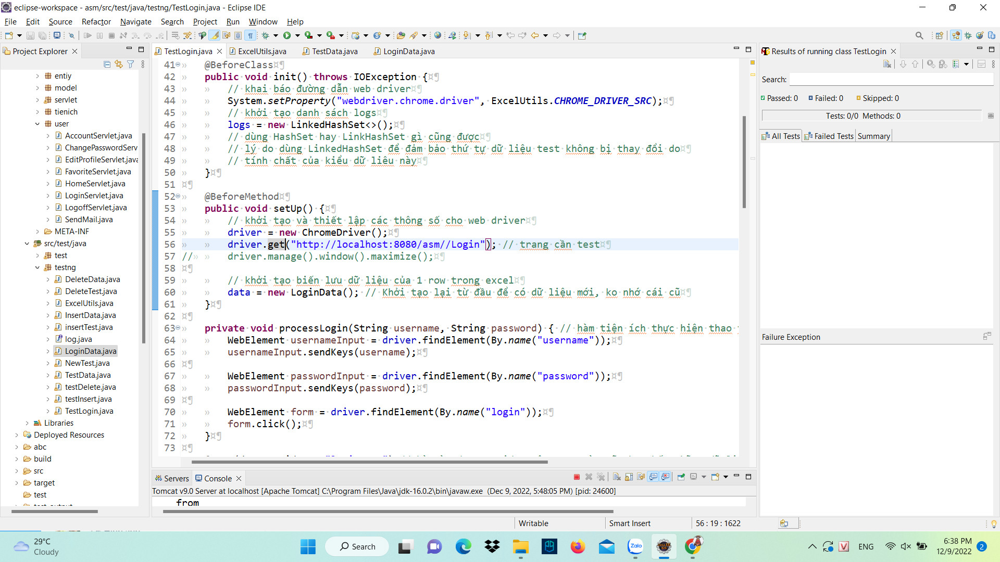 eclipse-workspace - asm/src/test/java/testng/TestLogin.java - Eclipse IDE
File Edit Source Refactor Navigate Search Project Run Window Help
Project Explorer
entiy
model
servlet
tienich
user
AccountServlet.java
ChangePasswordServ
EditProfileServlet.java
FavoriteServlet.java
HomeServlet.java
LoginServlet.java
LogoffServlet.java
SendMail.java
META-INF
src/test/java
test
testng
DeleteData.java
DeleteTest.java
ExcelUtils.java
InsertData.java
insertTest.java
log.java
LoginData.java
NewTest.java
TestData.java
testDelete.java
testInsert.java
TestLogin.java
Libraries
Deployed Resources
abc
build
src
target
test
TestLogin.java ExcelUtils.java TestData.java LoginData.java
41 @BeforeClass
42 public void init() throws IOException {
43 // khai báo đường dẫn web driver
44 System.setProperty("webdriver.chrome.driver", ExcelUtils.CHROME_DRIVER_SRC);
45 // khởi tạo danh sách logs
46 logs = new LinkedHashSet<>();
47 // dùng HashSet hay LinkHashSet gì cũng được
48 // lý do dùng LinkedHashSet để đảm bảo thứ tự dữ liệu test không bị thay đổi do
49 // tính chất của kiểu dữ liêu này
50 }
51
52 @BeforeMethod
53 public void setUp() {
54 // khởi tạo và thiết lập các thông số cho web driver
55 driver = new ChromeDriver();
56 driver.get("http://localhost:8080/asm//Login"); // trang cần test
57 // driver.manage().window().maximize();
58
59 // khởi tạo biến lưu dữ liệu của 1 row trong excel
60 data = new LoginData(); // Khởi tạo lại từ đầu để có dữ liệu mới, ko nhớ cái cũ
61 }
62
63 private void processLogin(String username, String password) { // hàm tiện ích thực hiện thao
64 WebElement usernameInput = driver.findElement(By.name("username"));
65 usernameInput.sendKeys(username);
66
67 WebElement passwordInput = driver.findElement(By.name("password"));
68 passwordInput.sendKeys(password);
69
70 WebElement form = driver.findElement(By.name("login"));
71 form.click();
72 }
73
Servers Console
Tomcat v9.0 Server at localhost [Apache Tomcat] C:\Program Files\Java\jdk-16.0.2\bin\javaw.exe (Dec 9, 2022, 5:48:05 PM) [pid: 24600]
from
Results of running class TestLogin
Search:
Passed: 0 Failed: 0 Skipped: 0
Tests: 0/0 Methods: 0
All Tests Failed Tests Summary
Failure Exception
Writable Smart Insert 56 : 19 : 1622
29°C
Cloudy
Search
Zalo
ENG
6:38 PM
12/9/2022
2